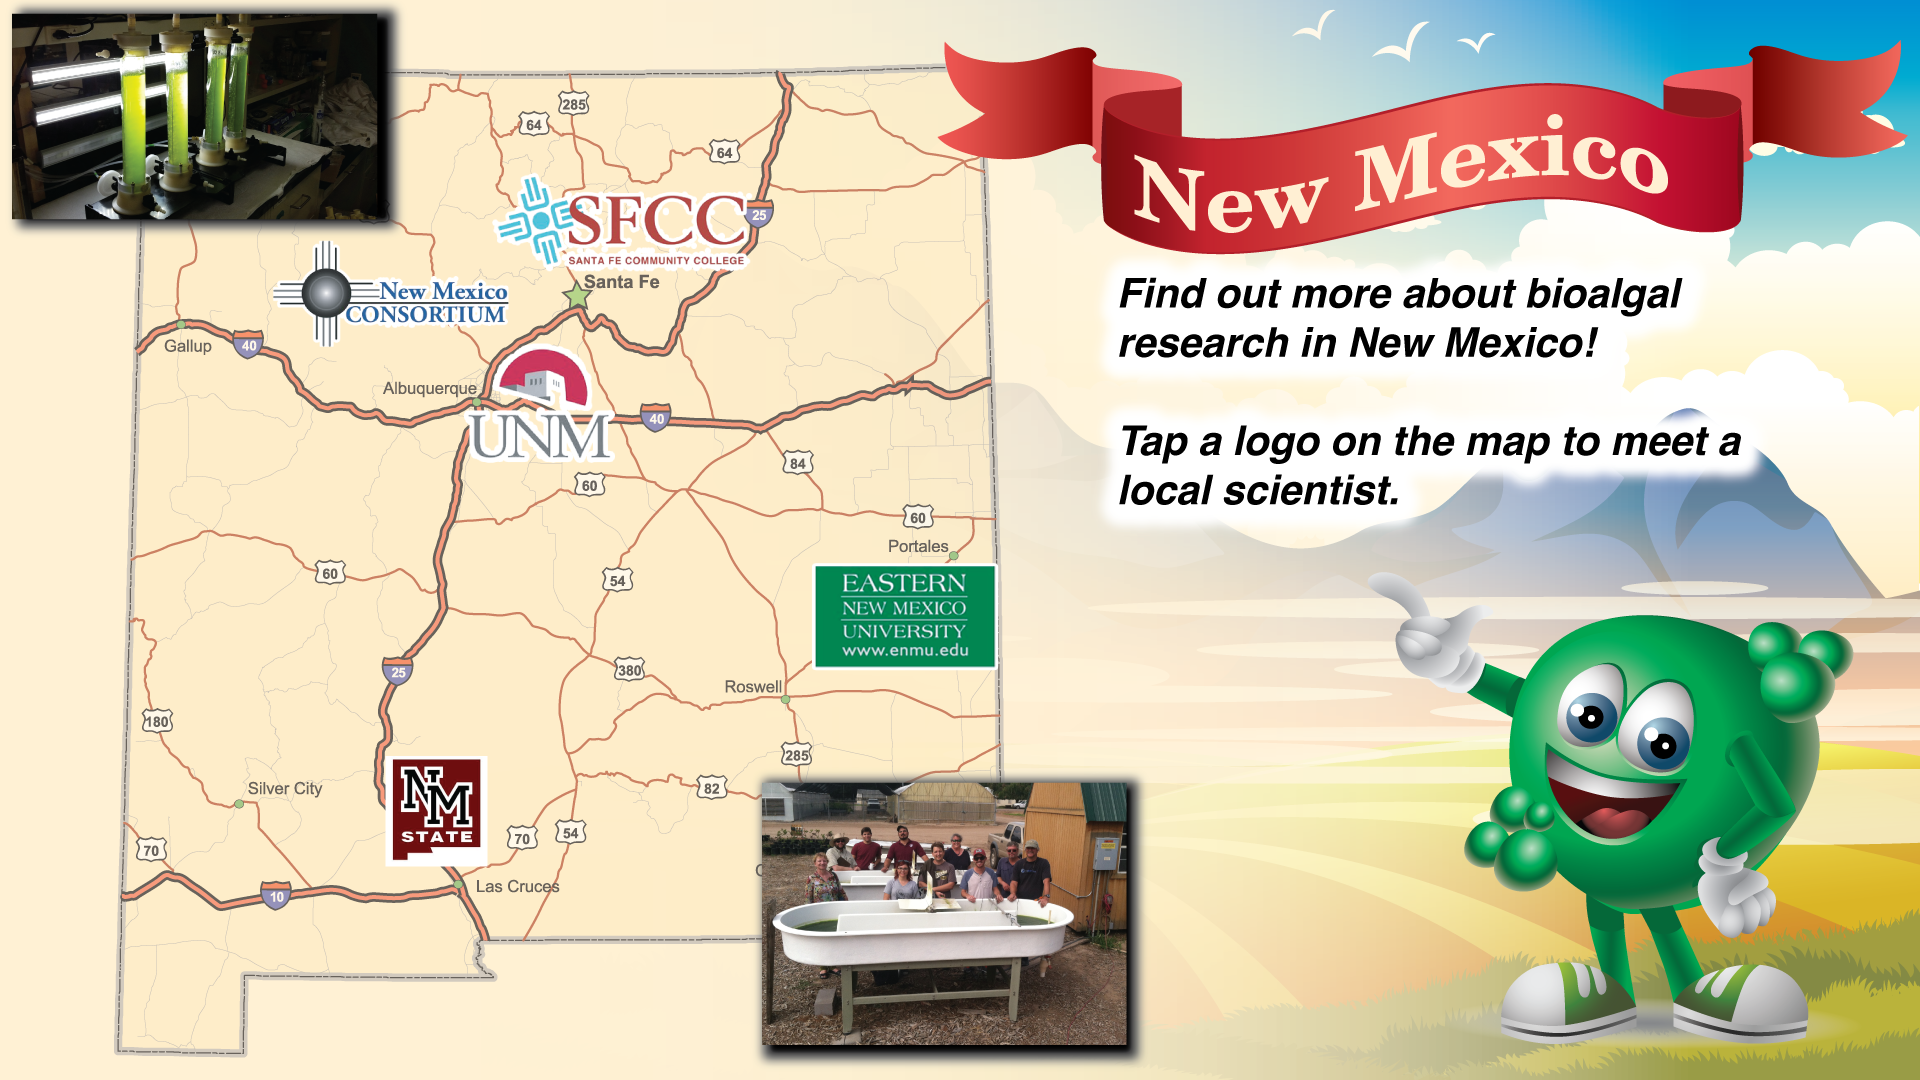 New Mexico
Find out more about bioalgal
research in New Mexico!
Tap a logo on the map to meet a
local scientist.
285
64
64
SFCC
SANTA FE COMMUNITY COLLEGE
25
Santa Fe
New Mexico
CONSORTIUM
Gallup
40
Albuquerque
UNM
40
84
60
60
Portales
60
54
EASTERN
NEW MEXICO
UNIVERSITY
www.enmu.edu
25
380
Roswell
180
285
Silver City
82
NM
STATE
70
54
70
Las Cruces
10